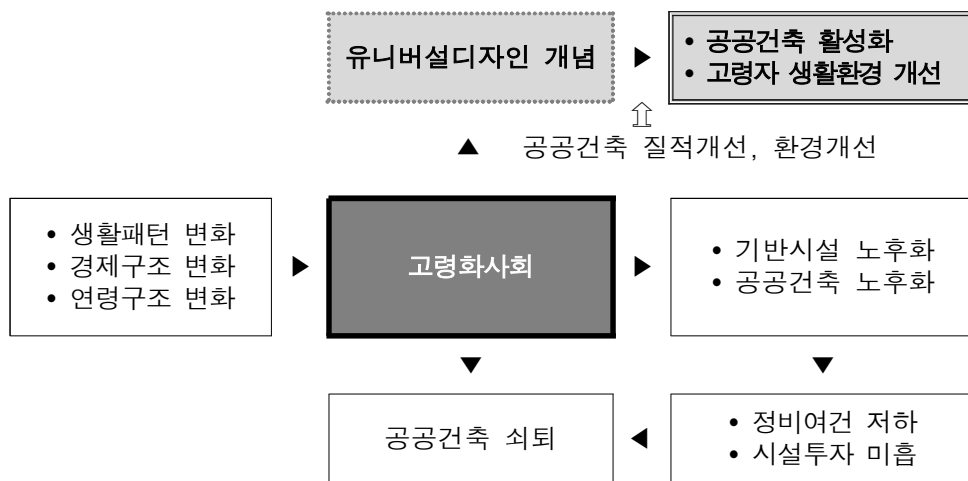 유니버설디자인 개념
▶
• 공공건축 활성화
• 고령자 생활환경 개선
⇧
▲
공공건축 질적개선, 환경개선
• 생활패턴 변화
• 경제구조 변화
• 연령구조 변화
▶
고령화사회
▶
• 기반시설 노후화
• 공공건축 노후화
▼
▼
공공건축 쇠퇴
◀
• 정비여건 저하
• 시설투자 미흡